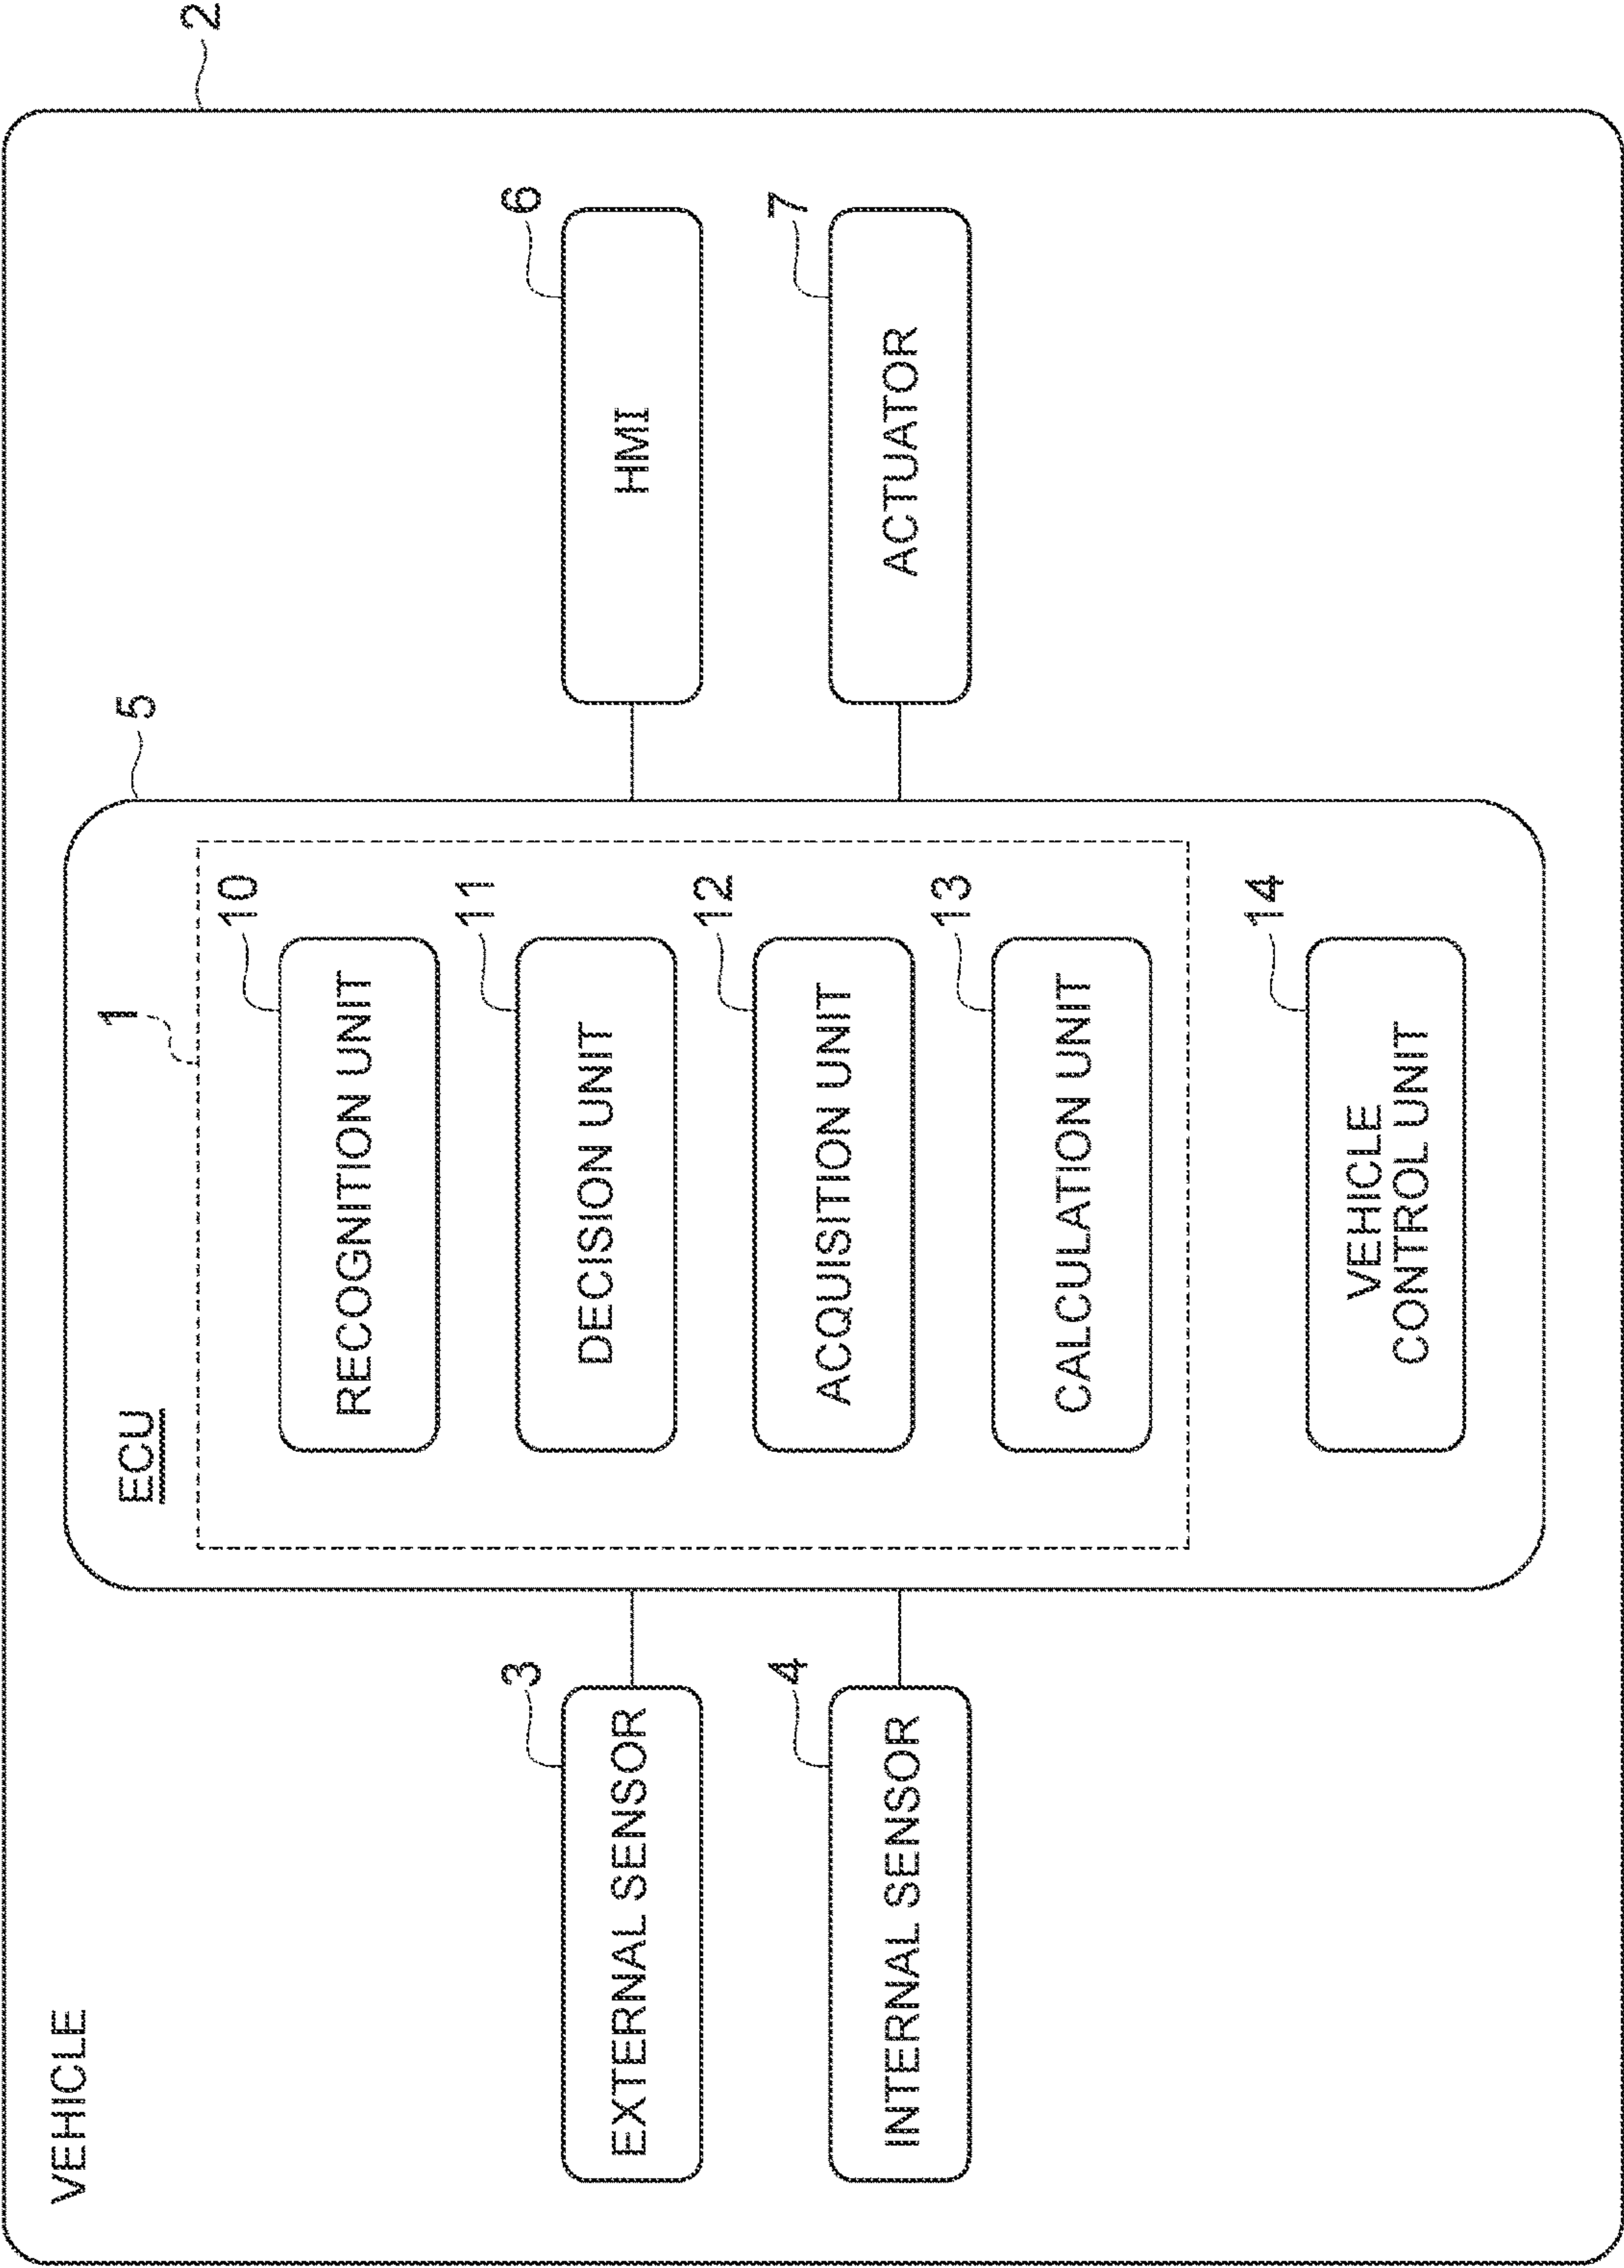 2
VEHICLE
5
ECU
1
10
RECOGNITION UNIT
3
EXTERNAL SENSOR
6
HMI
11
DECISION UNIT
4
INTERNAL SENSOR
7
ACTUATOR
12
ACQUISITION UNIT
13
CALCULATION UNIT
14
VEHICLE
CONTROL UNIT